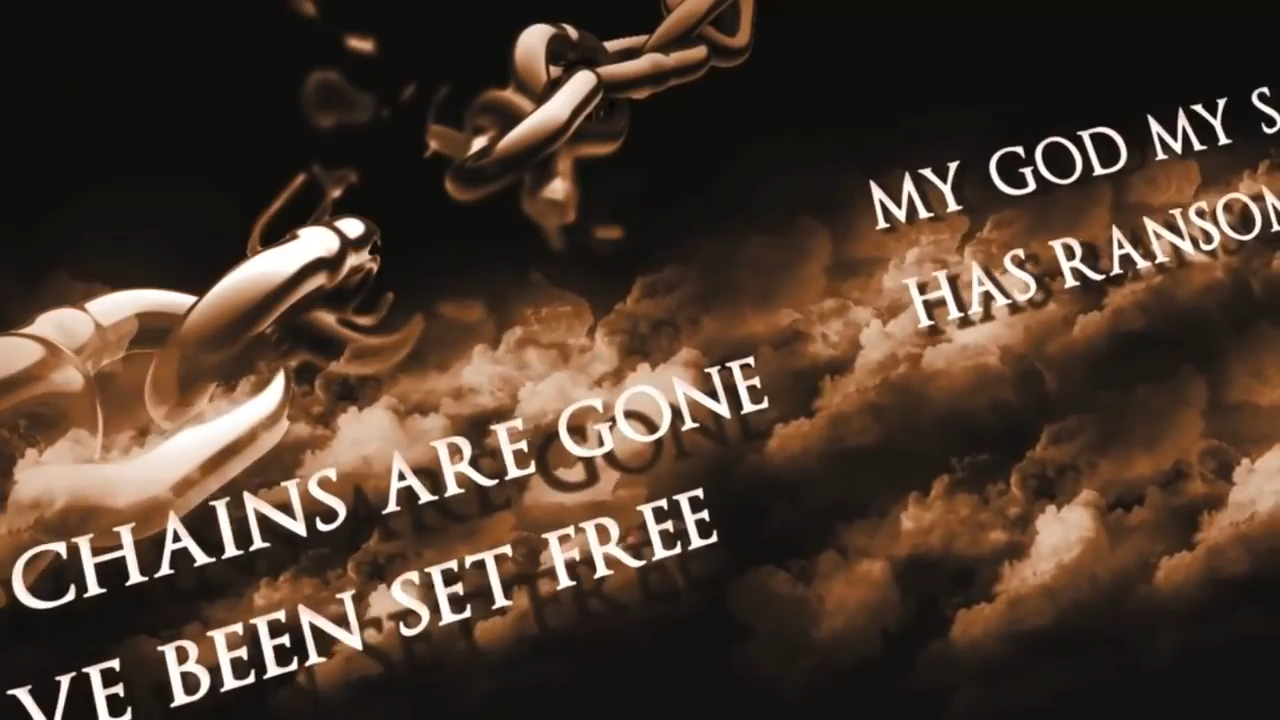 CHAINS ARE GONE
VE BEEN SET FREE
MY GOD MY S
HAS RANSOM